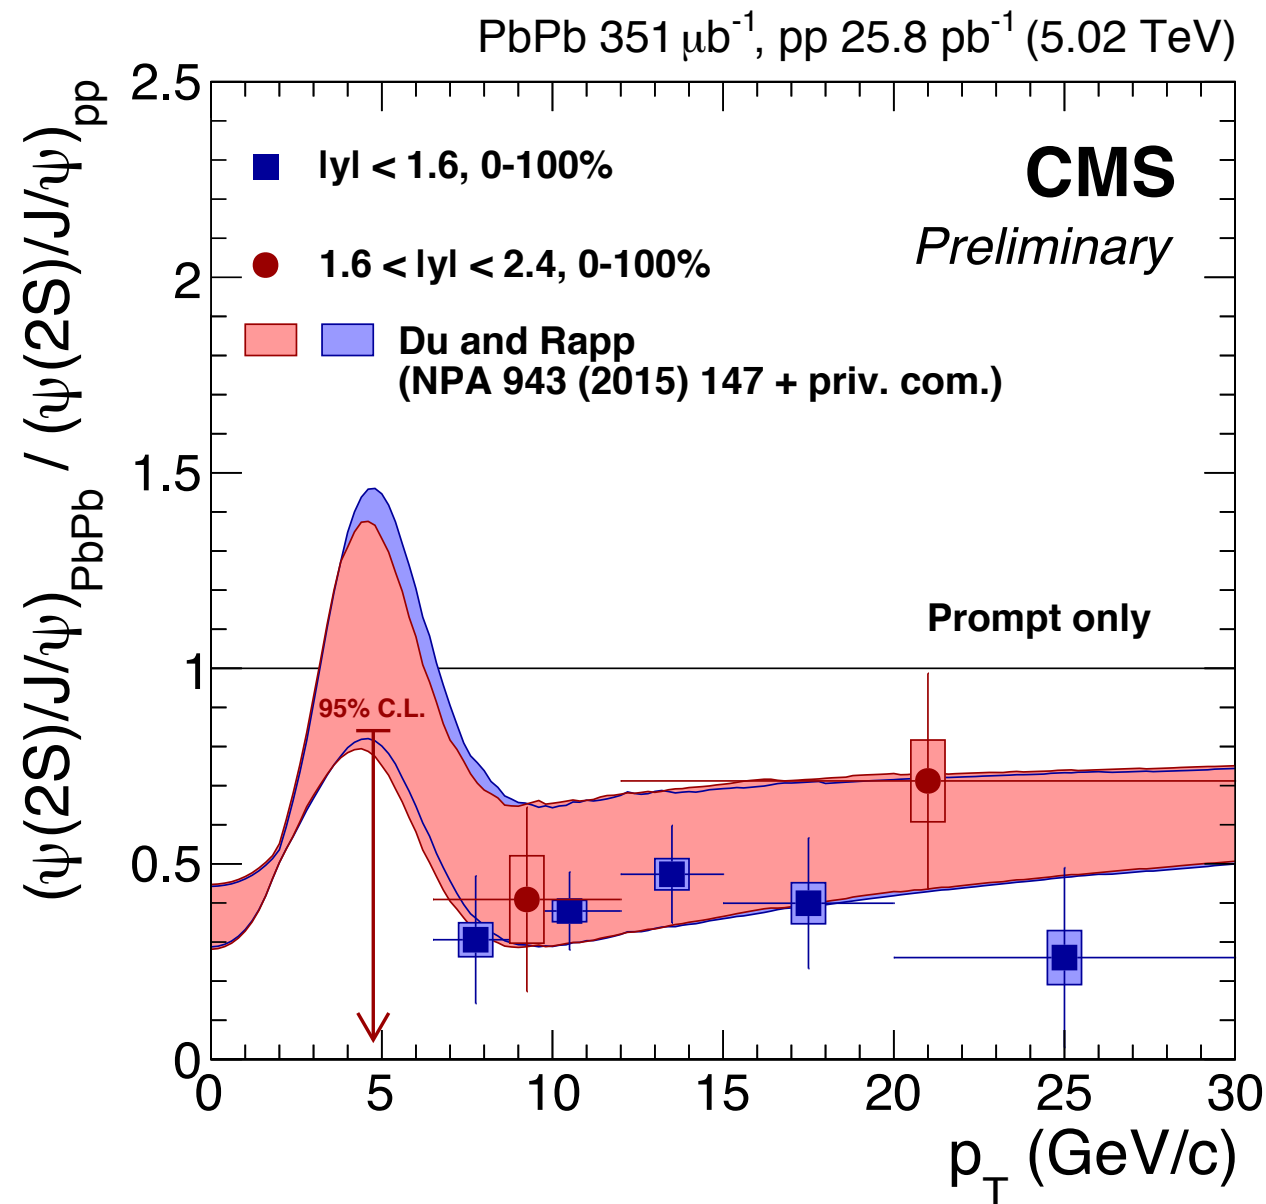 PbPb 351 μb⁻¹, pp 25.8 pb⁻¹ (5.02 TeV)
(ψ(2S)/J/ψ)PbPb / (ψ(2S)/J/ψ)pp
2.5
2
1.5
1
0.5
0
|y| < 1.6, 0-100%
1.6 < |y| < 2.4, 0-100%
Du and Rapp
(NPA 943 (2015) 147 + priv. com.)
CMS
Preliminary
Prompt only
95% C.L.
0 5 10 15 20 25 30
pT (GeV/c)